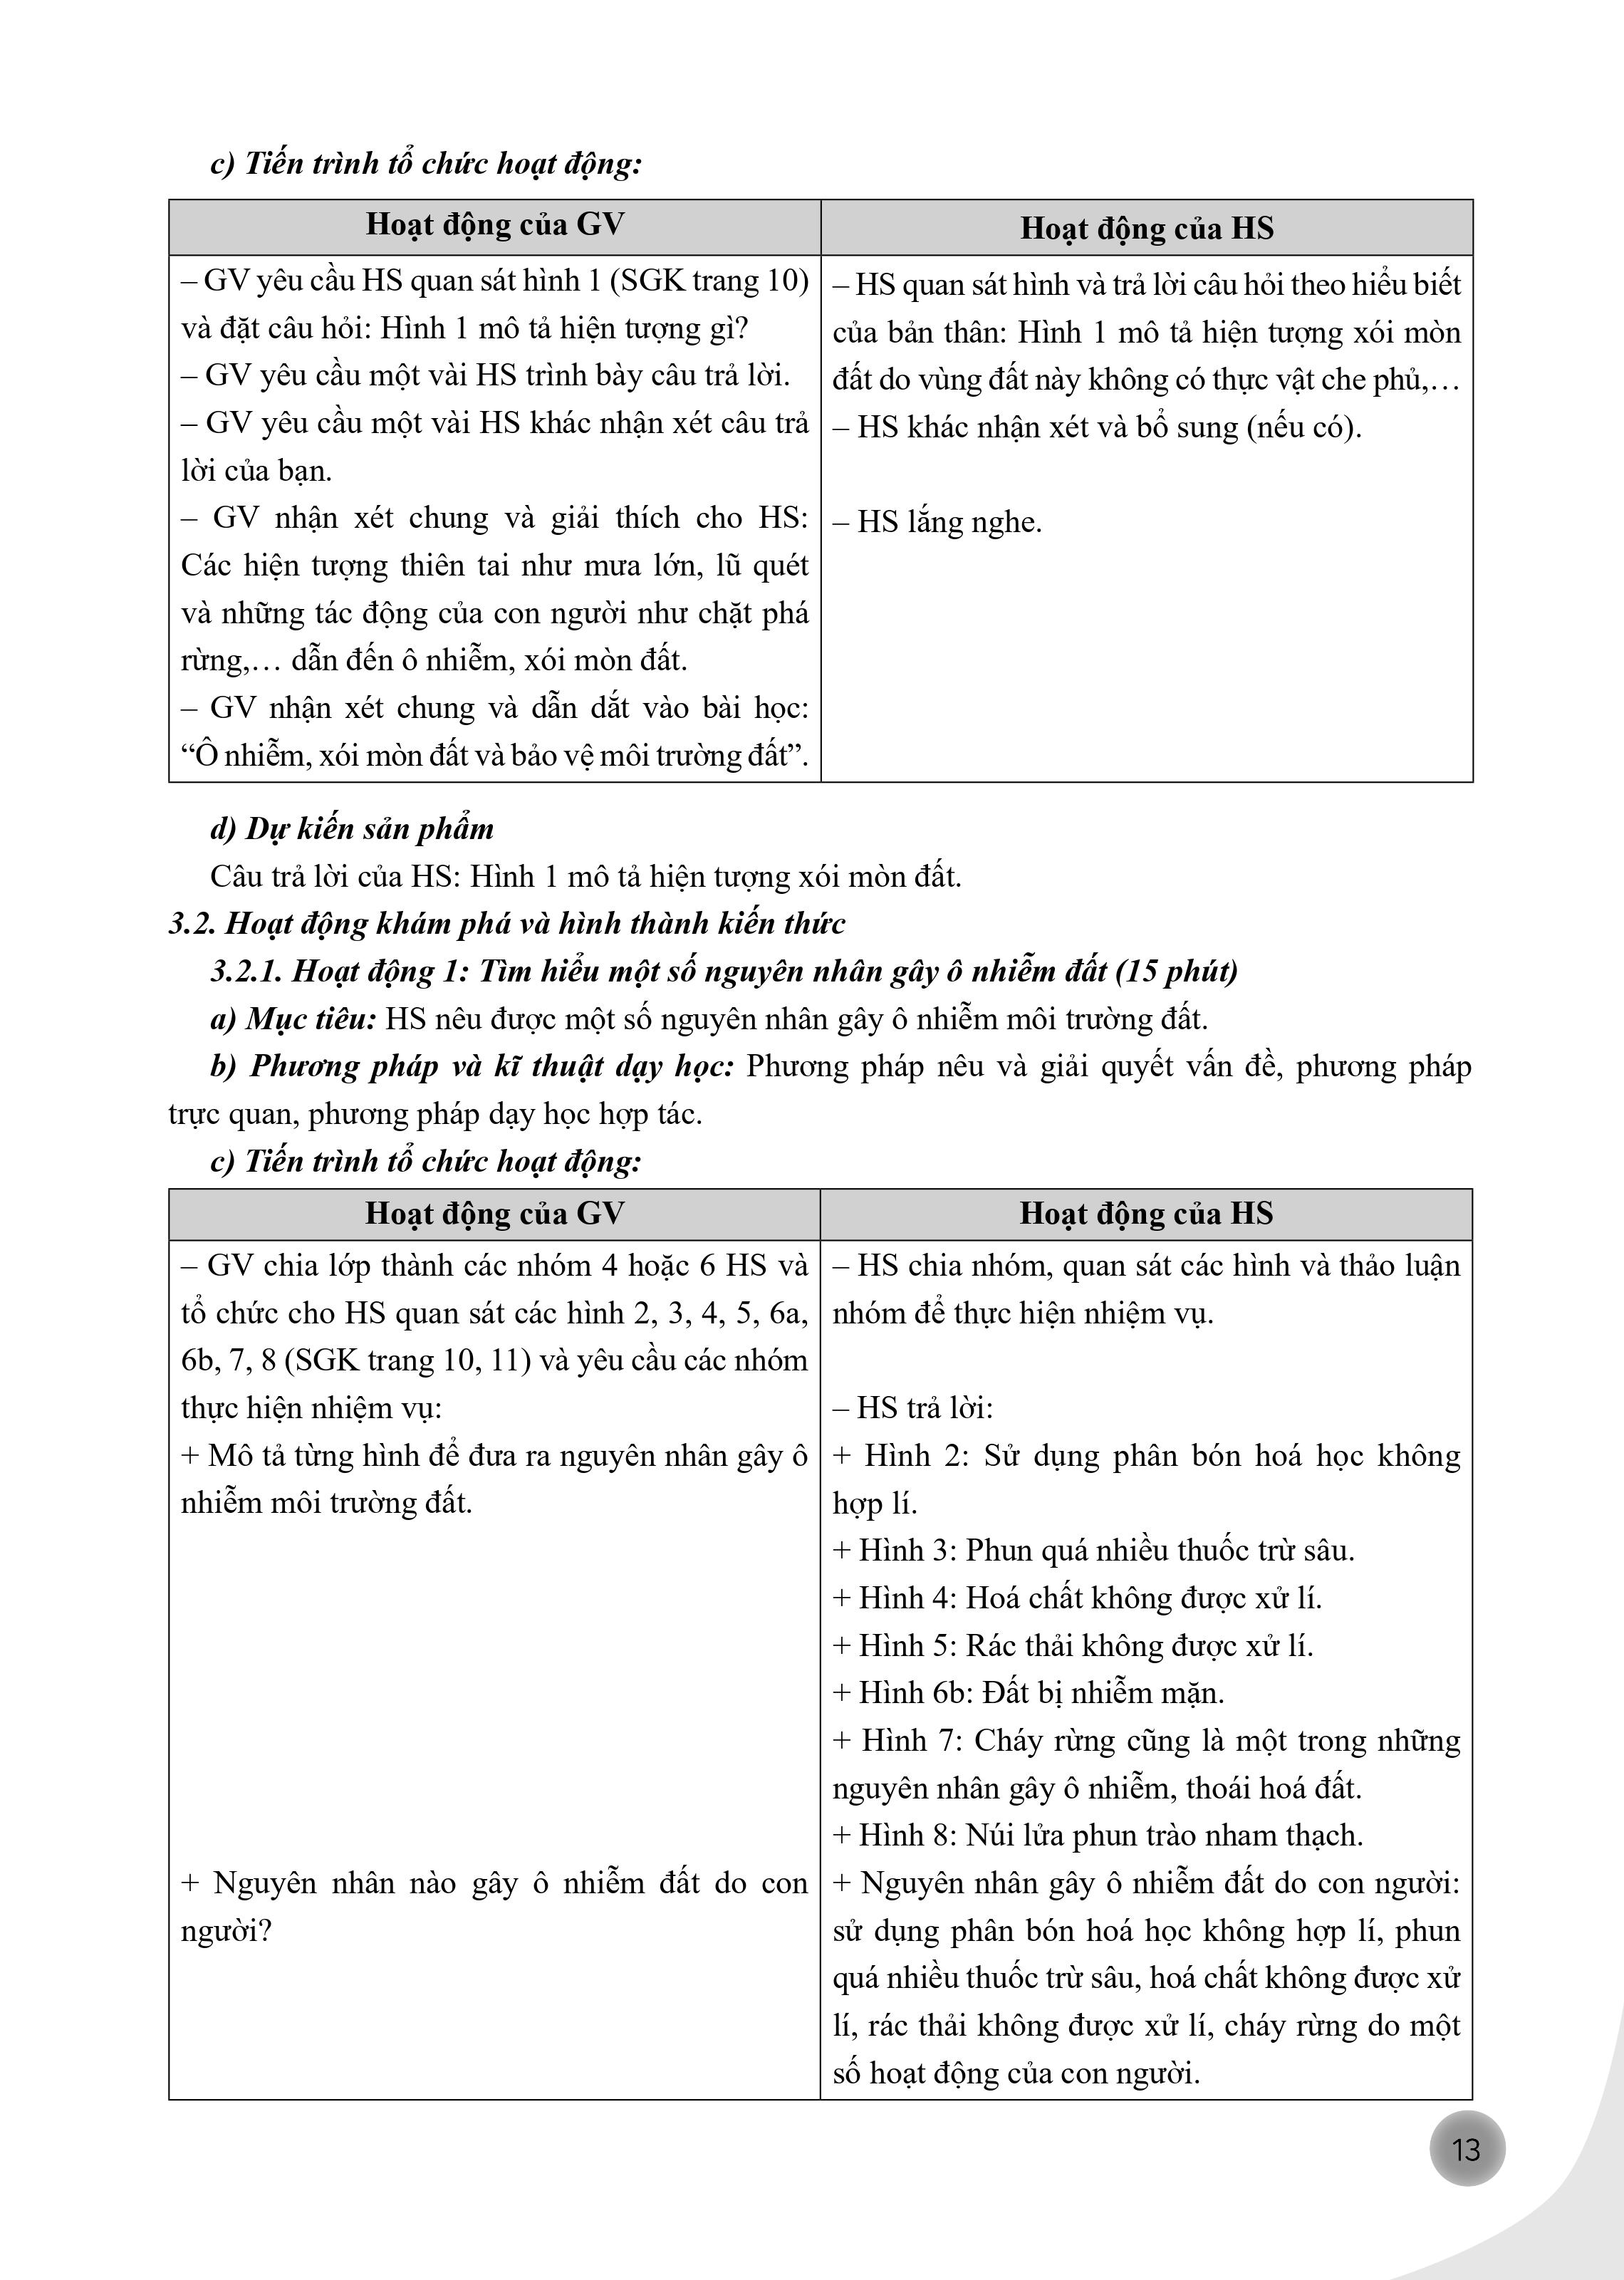 c) Tiến trình tổ chức hoạt động:
Hoạt động của GV
– GV yêu cầu HS quan sát hình 1 (SGK trang 10)
và đặt câu hỏi: Hình 1 mô tả hiện tượng gì?
– GV yêu cầu một vài HS trình bày câu trả lời.
– GV yêu cầu một vài HS khác nhận xét câu trả
lời của bạn.
– GV nhận xét chung và giải thích cho HS:
Các hiện tượng thiên tai như mưa lớn, lũ quét
và những tác động của con người như chặt phá
rừng,… dẫn đến ô nhiễm, xói mòn đất.
– GV nhận xét chung và dẫn dắt vào bài học:
“Ô nhiễm, xói mòn đất và bảo vệ môi trường đất”.
Hoạt động của HS
– HS quan sát hình và trả lời câu hỏi theo hiểu biết
của bản thân: Hình 1 mô tả hiện tượng xói mòn
đất do vùng đất này không có thực vật che phủ,…
– HS khác nhận xét và bổ sung (nếu có).
– HS lắng nghe.
d) Dự kiến sản phẩm
Câu trả lời của HS: Hình 1 mô tả hiện tượng xói mòn đất.
3.2. Hoạt động khám phá và hình thành kiến thức
3.2.1. Hoạt động 1: Tìm hiểu một số nguyên nhân gây ô nhiễm đất (15 phút)
a) Mục tiêu: HS nêu được một số nguyên nhân gây ô nhiễm môi trường đất.
b) Phương pháp và kĩ thuật dạy học: Phương pháp nêu và giải quyết vấn đề, phương pháp
trực quan, phương pháp dạy học hợp tác.
c) Tiến trình tổ chức hoạt động:
Hoạt động của GV
– GV chia lớp thành các nhóm 4 hoặc 6 HS và
tổ chức cho HS quan sát các hình 2, 3, 4, 5, 6a,
6b, 7, 8 (SGK trang 10, 11) và yêu cầu các nhóm
thực hiện nhiệm vụ:
+ Mô tả từng hình để đưa ra nguyên nhân gây ô
nhiễm môi trường đất.
+ Nguyên nhân nào gây ô nhiễm đất do con
người?
Hoạt động của HS
– HS chia nhóm, quan sát các hình và thảo luận
nhóm để thực hiện nhiệm vụ.
– HS trả lời:
+ Hình 2: Sử dụng phân bón hoá học không
hợp lí.
+ Hình 3: Phun quá nhiều thuốc trừ sâu.
+ Hình 4: Hoá chất không được xử lí.
+ Hình 5: Rác thải không được xử lí.
+ Hình 6b: Đất bị nhiễm mặn.
+ Hình 7: Cháy rừng cũng là một trong những
nguyên nhân gây ô nhiễm, thoái hoá đất.
+ Hình 8: Núi lửa phun trào nham thạch.
+ Nguyên nhân gây ô nhiễm đất do con người:
sử dụng phân bón hoá học không hợp lí, phun
quá nhiều thuốc trừ sâu, hoá chất không được xử
lí, rác thải không được xử lí, cháy rừng do một
số hoạt động của con người.
13